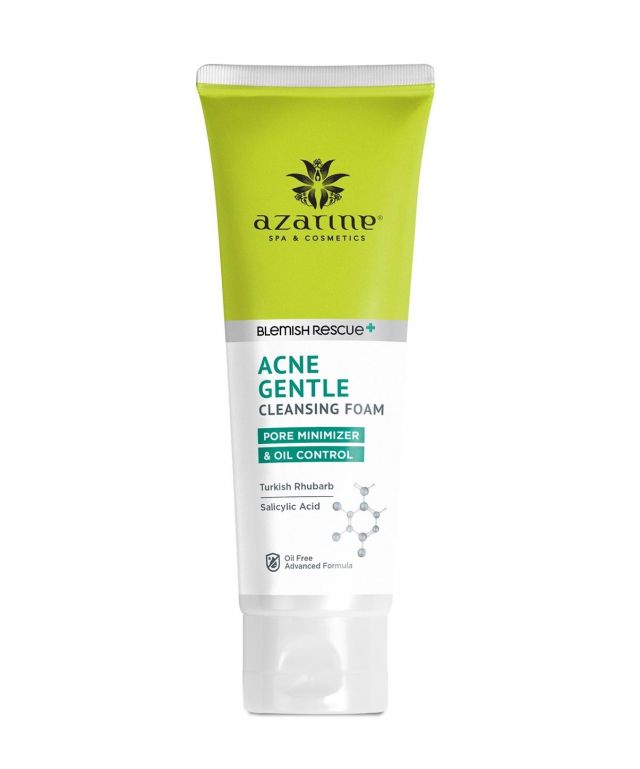 azarine®
SPA & COSMETICS
BLEMISH RESCUE+
ACNE
GENTLE
CLEANSING FOAM
PORE MINIMIZER
& OIL CONTROL
Turkish Rhubarb
Salicylic Acid
Oil Free
Advanced Formula